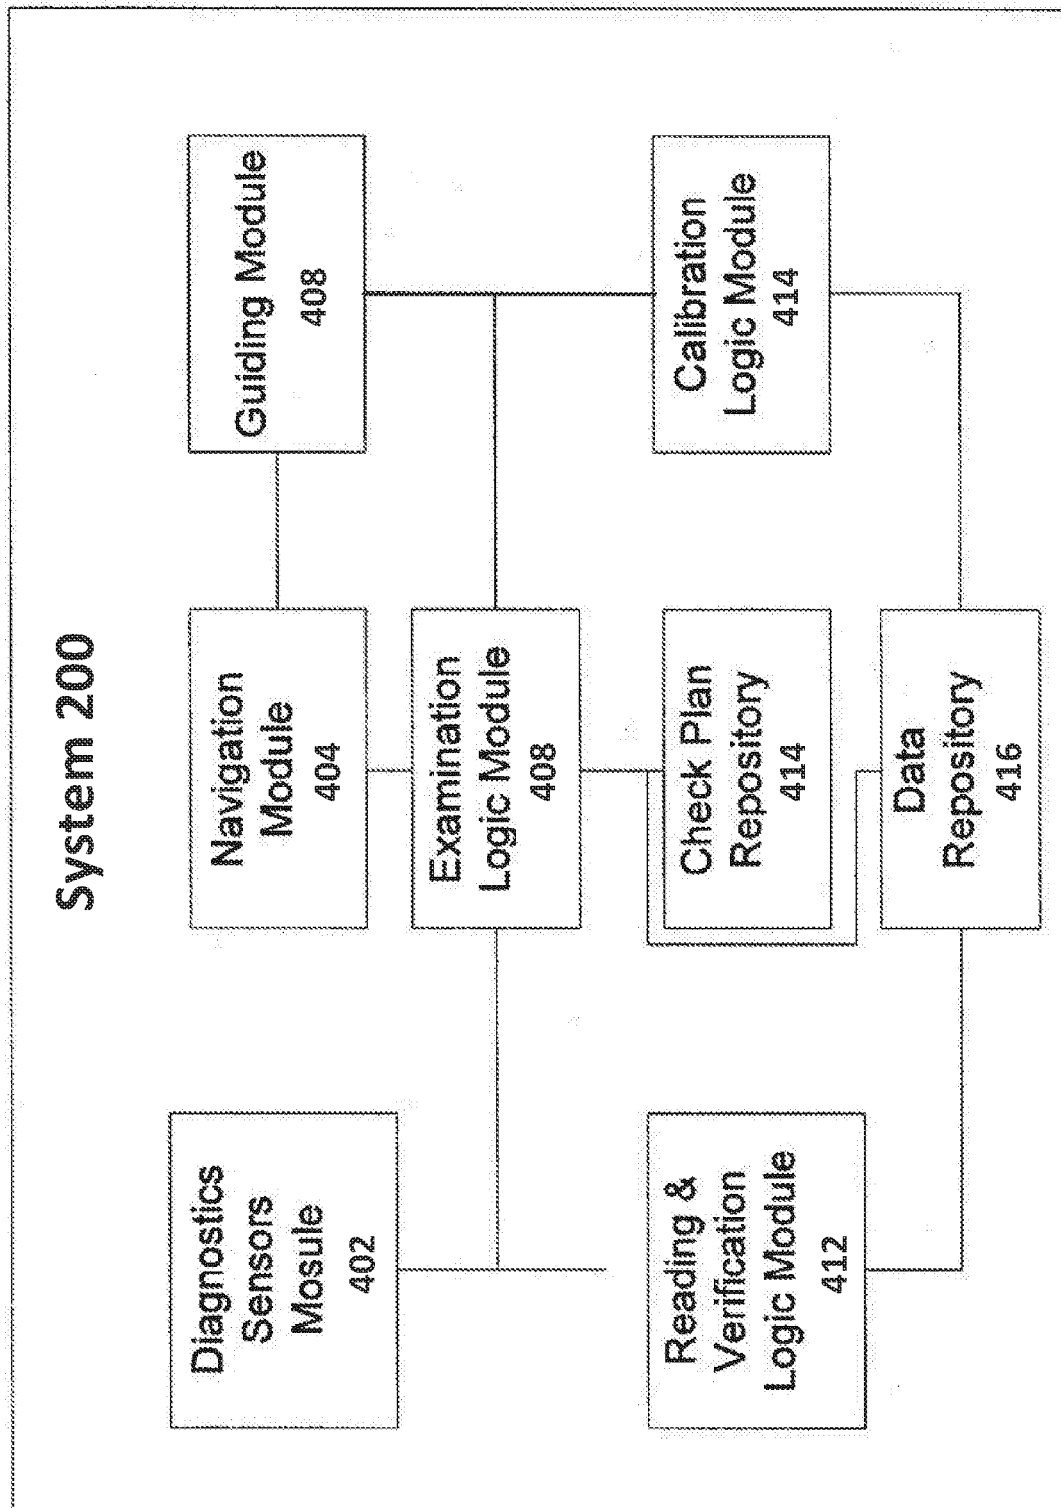 System 200
Diagnostics
Sensors
Mosule
402
Navigation
Module
404
Guiding Module
408
Examination
Logic Module
408
Reading &
Verification
Logic Module
412
Check Plan
Repository
414
Calibration
Logic Module
414
Data
Repository
416